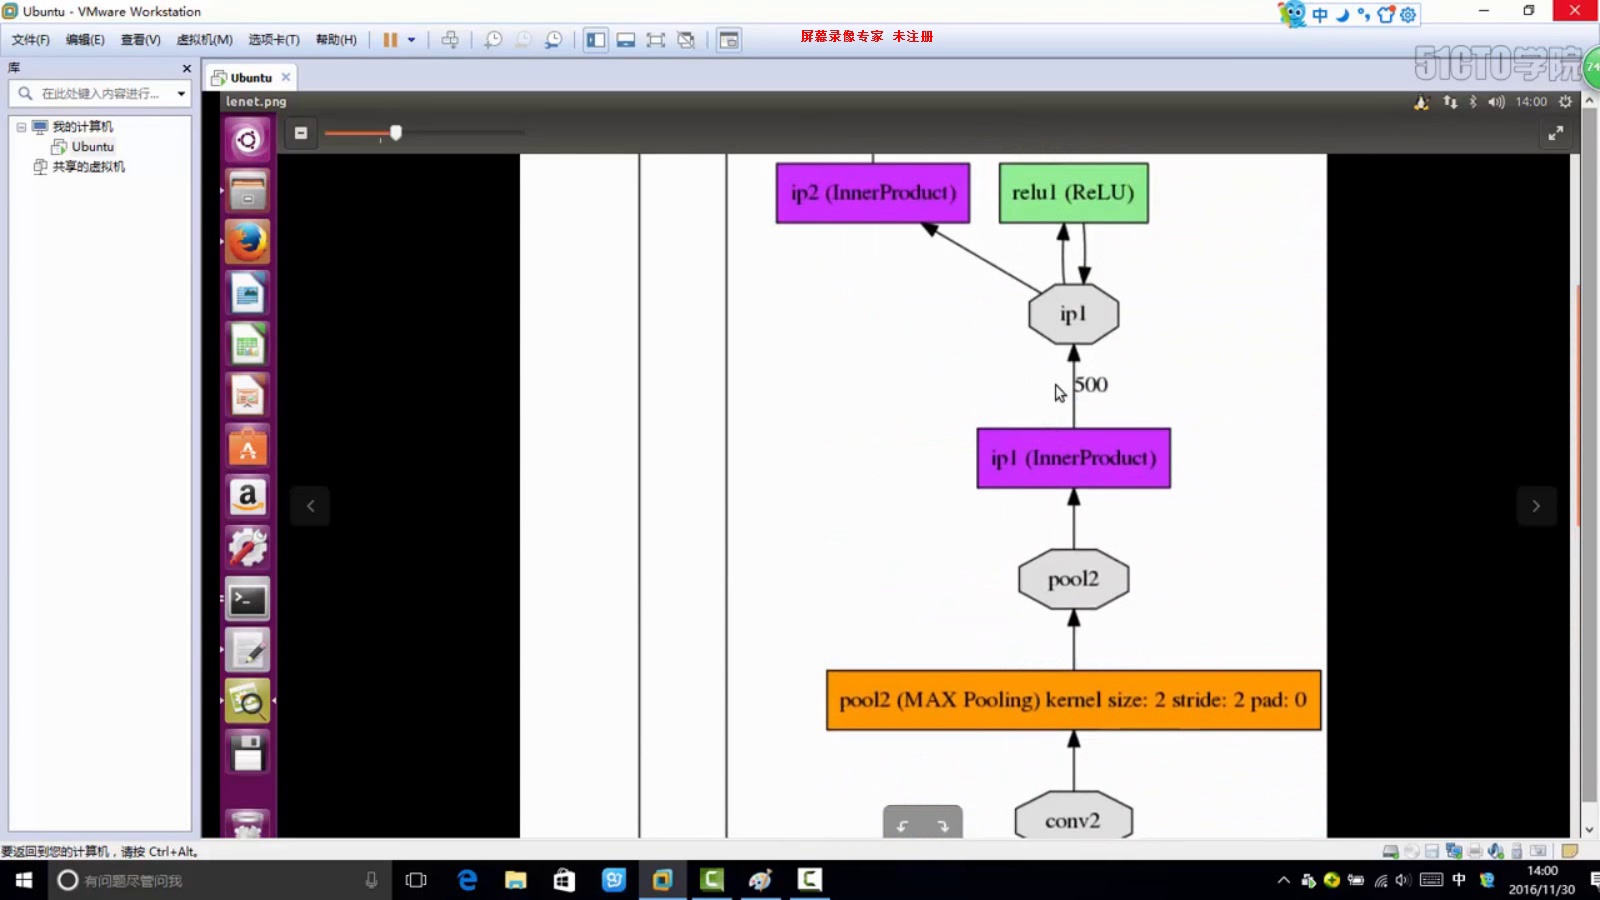 Ubuntu - VMware Workstation
中
文件(F) 编辑(E) 查看(V) 虚拟机(M) 选项卡(T) 帮助(H)
屏幕录像专家 未注册
51CTO学院
74
库
Ubuntu
在此处键入内容进行...
lenet.png
14:00
我的计算机
Ubuntu
共享的虚拟机
ip2 (InnerProduct)
relu1 (ReLU)
ip1
500
ip1 (InnerProduct)
pool2
pool2 (MAX Pooling) kernel size: 2 stride: 2 pad: 0
conv2
要返回到您的计算机，请按 Ctrl+Alt。
有问题尽管问我
中
14:00
2016/11/30